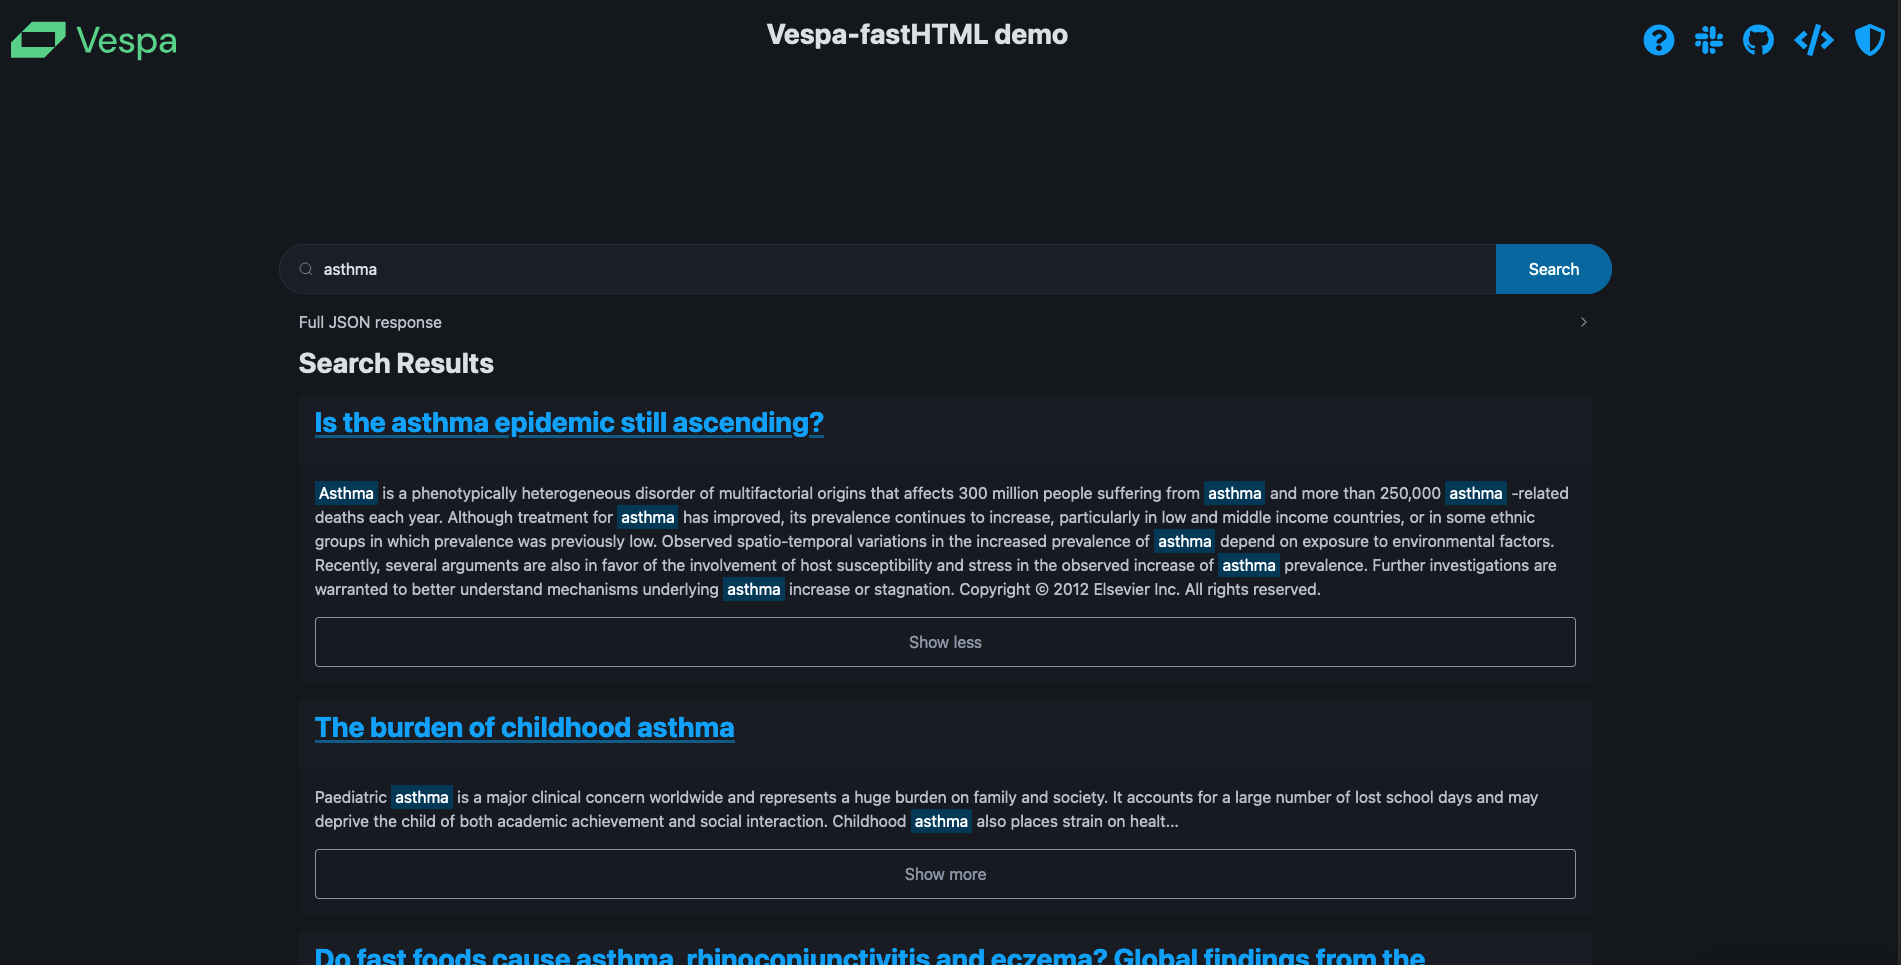 Vespa
Vespa-fastHTML demo
asthma
Search
Full JSON response
Search Results
Is the asthma epidemic still ascending?
Asthma is a phenotypically heterogeneous disorder of multifactorial origins that affects 300 million people suffering from asthma and more than 250,000 asthma -related
deaths each year. Although treatment for asthma has improved, its prevalence continues to increase, particularly in low and middle income countries, or in some ethnic
groups in which prevalence was previously low. Observed spatio-temporal variations in the increased prevalence of asthma depend on exposure to environmental factors.
Recently, several arguments are also in favor of the involvement of host susceptibility and stress in the observed increase of asthma prevalence. Further investigations are
warranted to better understand mechanisms underlying asthma increase or stagnation. Copyright © 2012 Elsevier Inc. All rights reserved.
Show less
The burden of childhood asthma
Paediatric asthma is a major clinical concern worldwide and represents a huge burden on family and society. It accounts for a large number of lost school days and may
deprive the child of both academic achievement and social interaction. Childhood asthma also places strain on healt...
Show more
Do fast foods cause asthma, rhinoconjunctivitis and eczema? Global findings from the